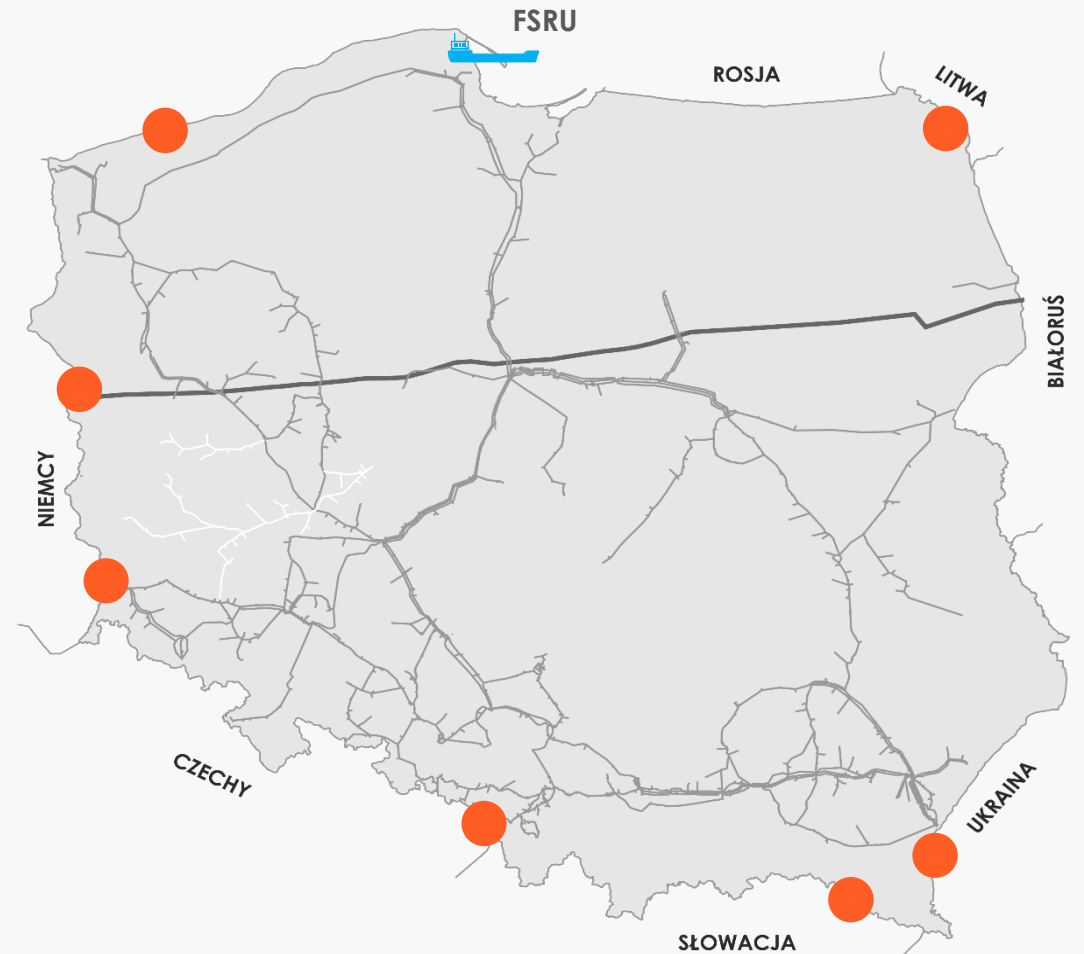 FSRU
ROSJA
LITWA
BIAŁORUŚ
NIEMCY
CZECHY
UKRAINA
SŁOWACJA